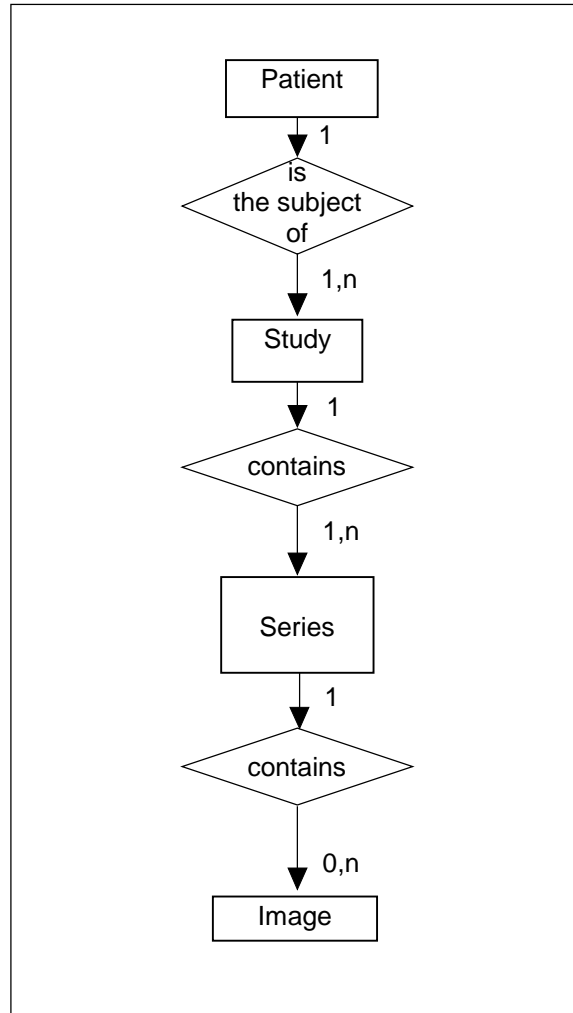 Patient
1
is
the subject
of
1,n
Study
1
contains
1,n
Series
1
contains
0,n
Image